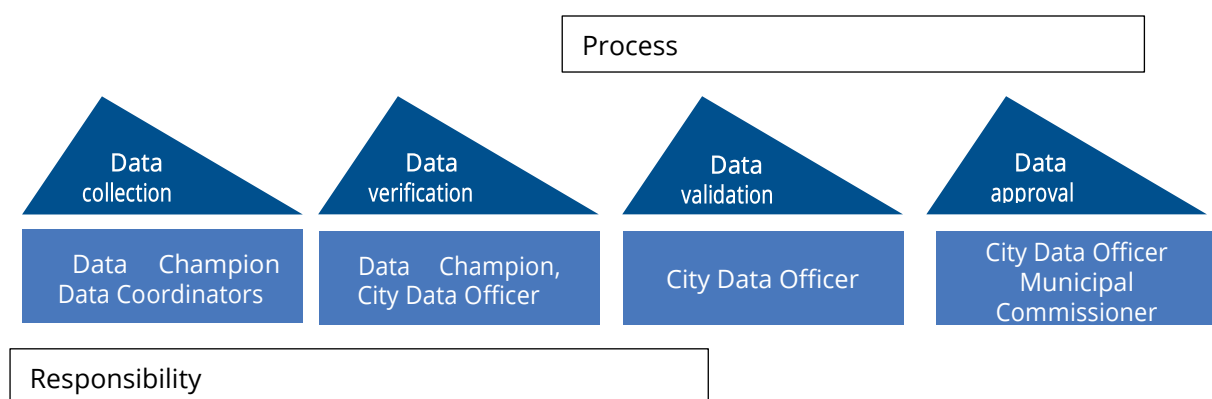 Process
Data
collection
Data
verification
Data
validation
Data
approval
Data Champion
Data Coordinators
Data Champion,
City Data Officer
City Data Officer
City Data Officer
Municipal
Commissioner
Responsibility